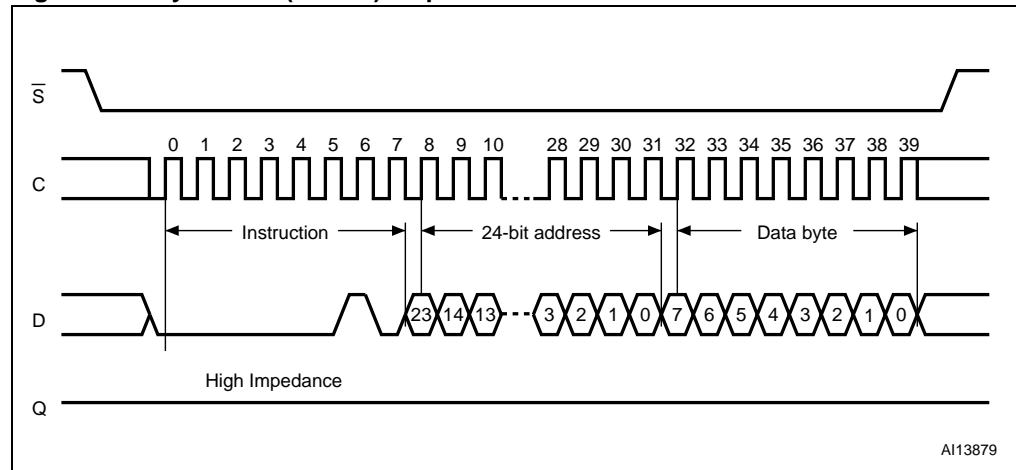 S
0 1 2 3 4 5 6 7 8 9 10 28 29 30 31 32 33 34 35 36 37 38 39
C
Instruction 24-bit address Data byte
D
23 14 13 3 2 1 0 7 6 5 4 3 2 1 0
High Impedance
Q
AI13879